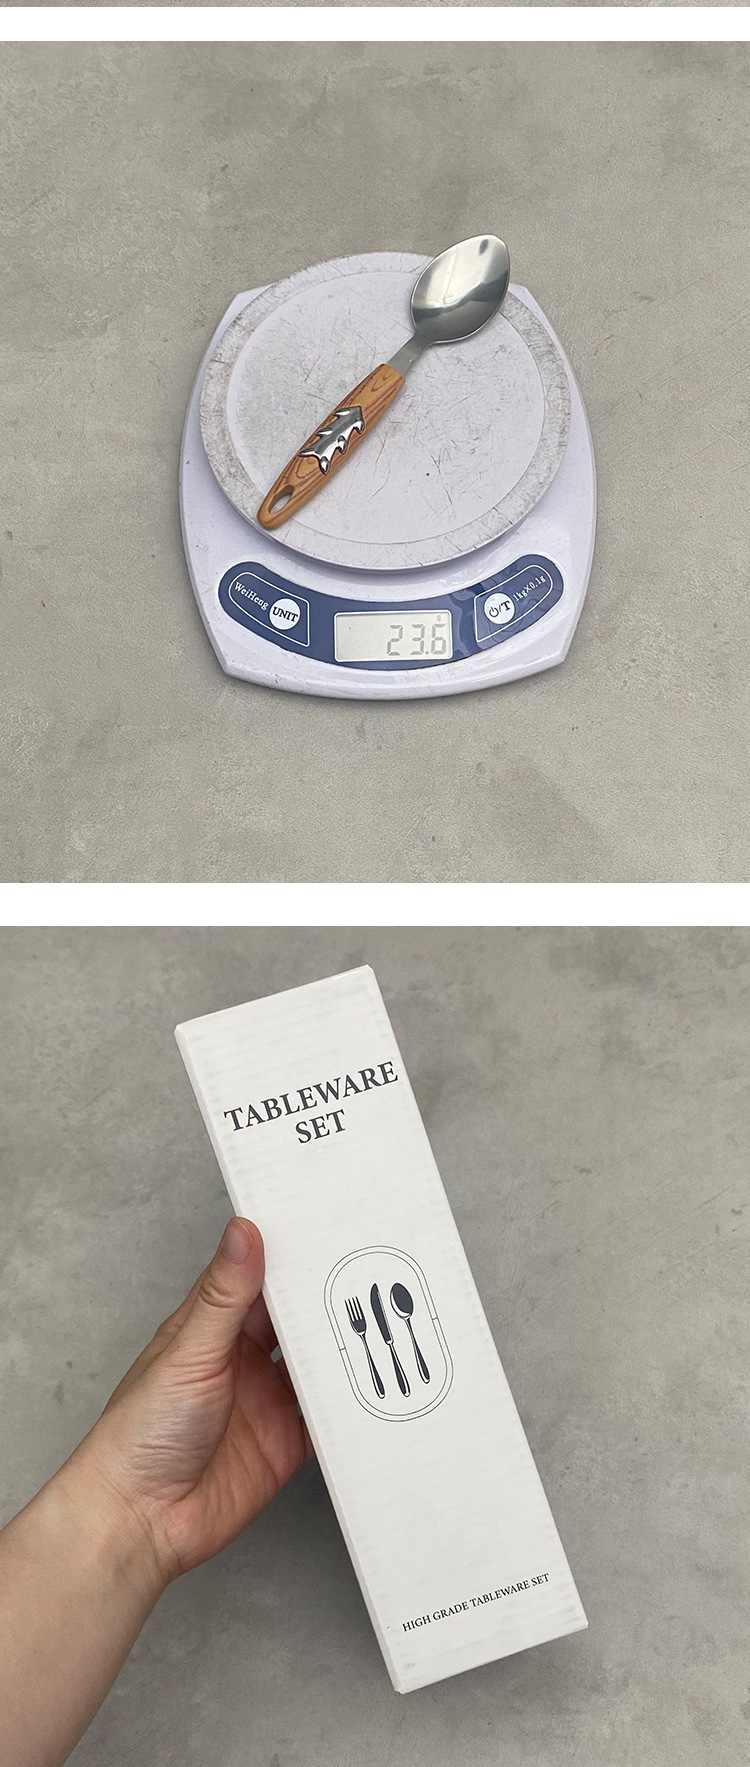 WeiHeng
UNIT
23.6
g
/T
1kg×0.1g
TABLEWARE
SET
HIGH GRADE TABLEWARE SET